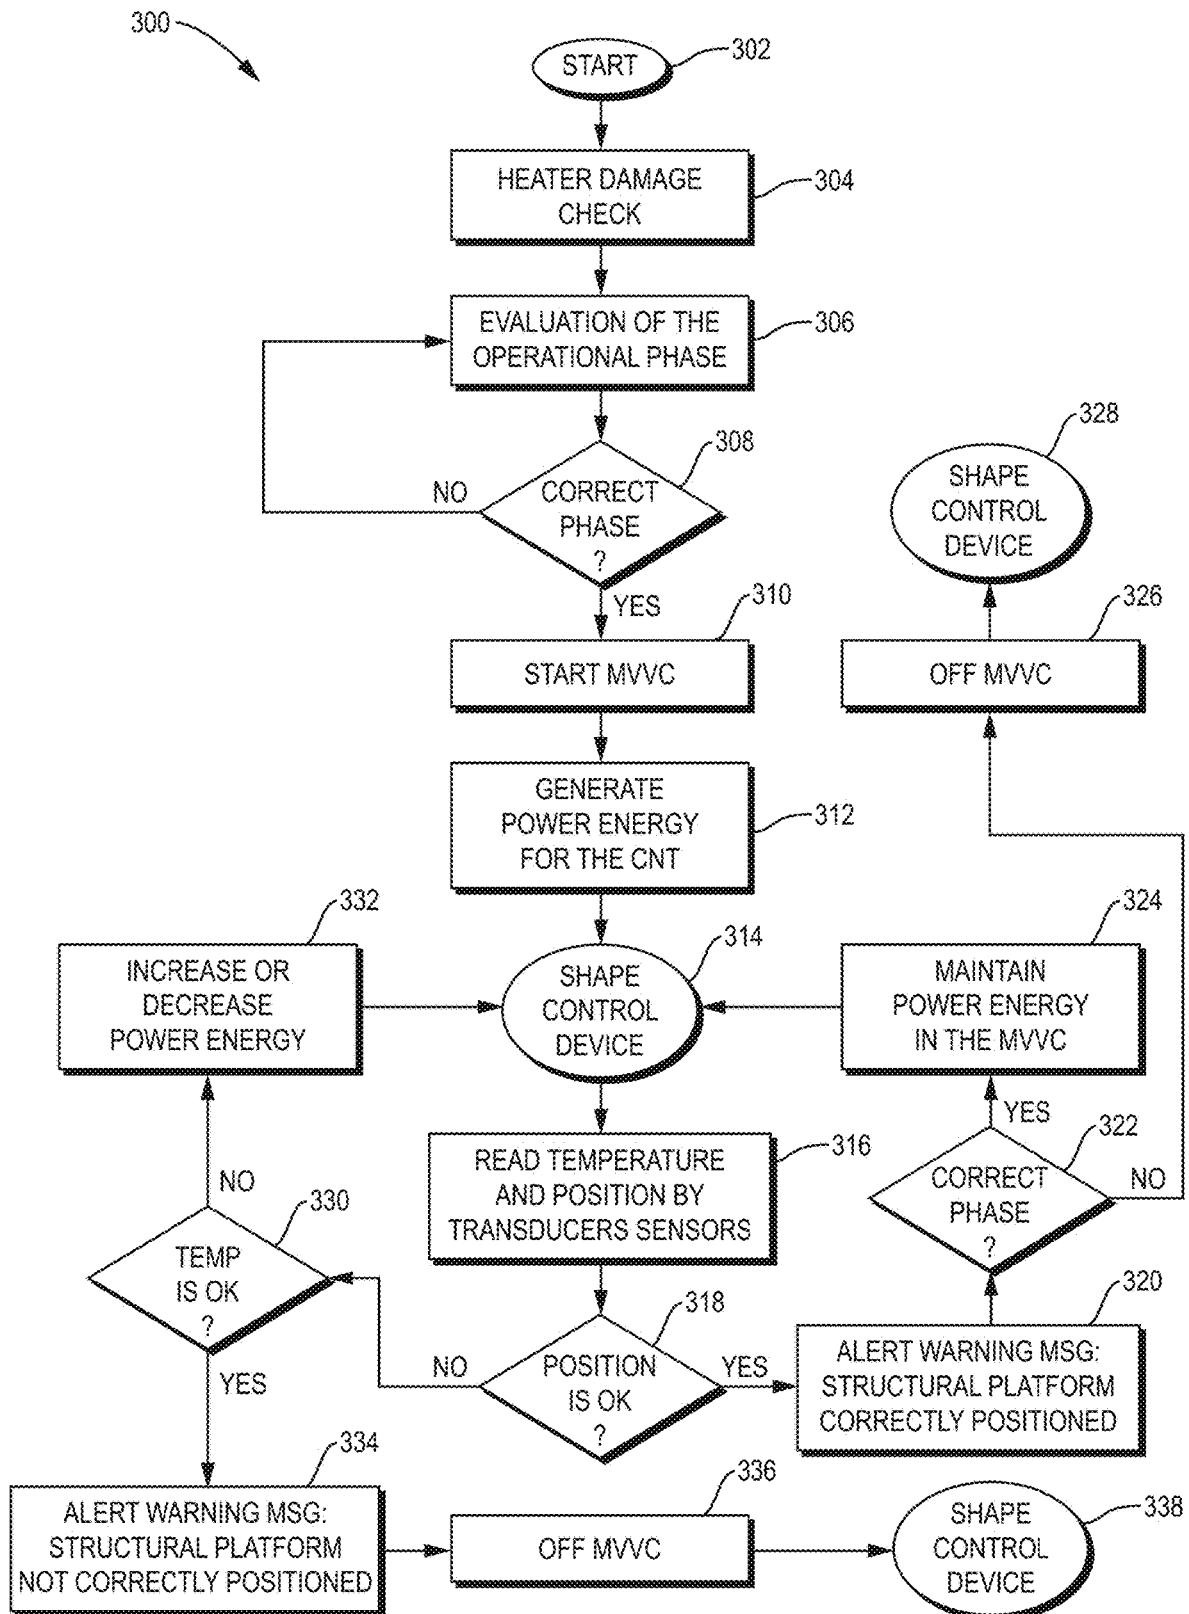 300
START
302
HEATER DAMAGE
CHECK
304
EVALUATION OF THE
OPERATIONAL PHASE
306
308
CORRECT
PHASE
?
NO
YES
328
SHAPE
CONTROL
DEVICE
310
START MVVC
326
OFF MVVC
GENERATE
POWER ENERGY
FOR THE CNT
312
332
INCREASE OR
DECREASE
POWER ENERGY
314
SHAPE
CONTROL
DEVICE
324
MAINTAIN
POWER ENERGY
IN THE MVVC
YES
322
CORRECT
PHASE
?
NO
READ TEMPERATURE
AND POSITION BY
TRANSDUCERS SENSORS
316
NO
330
TEMP
IS OK
?
YES
318
POSITION
IS OK
?
NO
YES
320
ALERT WARNING MSG:
STRUCTURAL PLATFORM
CORRECTLY POSITIONED
334
ALERT WARNING MSG:
STRUCTURAL PLATFORM
NOT CORRECTLY POSITIONED
336
OFF MVVC
SHAPE
CONTROL
DEVICE
338